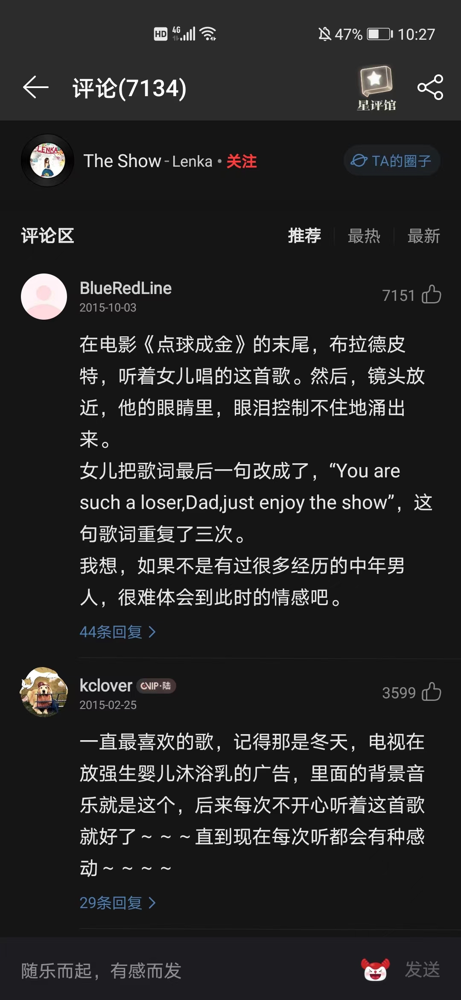 HD 4G 47% 10:27
评论(7134)
星评馆
LENKA
The Show - Lenka • 关注
TA的圈子
评论区
推荐 最热 最新
BlueRedLine
2015-10-03
7151
在电影《点球成金》的末尾，布拉德皮
特，听着女儿唱的这首歌。然后，镜头放
近，他的眼睛里，眼泪控制不住地涌出
来。
女儿把歌词最后一句改成了，“You are
such a loser,Dad,just enjoy the show”，这
句歌词重复了三次。
我想，如果不是有过很多经历的中年男
人，很难体会到此时的情感吧。
44条回复
kclover VIP·陆
2015-02-25
3599
一直最喜欢的歌，记得那是冬天，电视在
放强生婴儿沐浴乳的广告，里面的背景音
乐就是这个，后来每次不开心听着这首歌
就好了～～～直到现在每次听都会有种感
动～～～～
29条回复
随乐而起，有感而发
发送